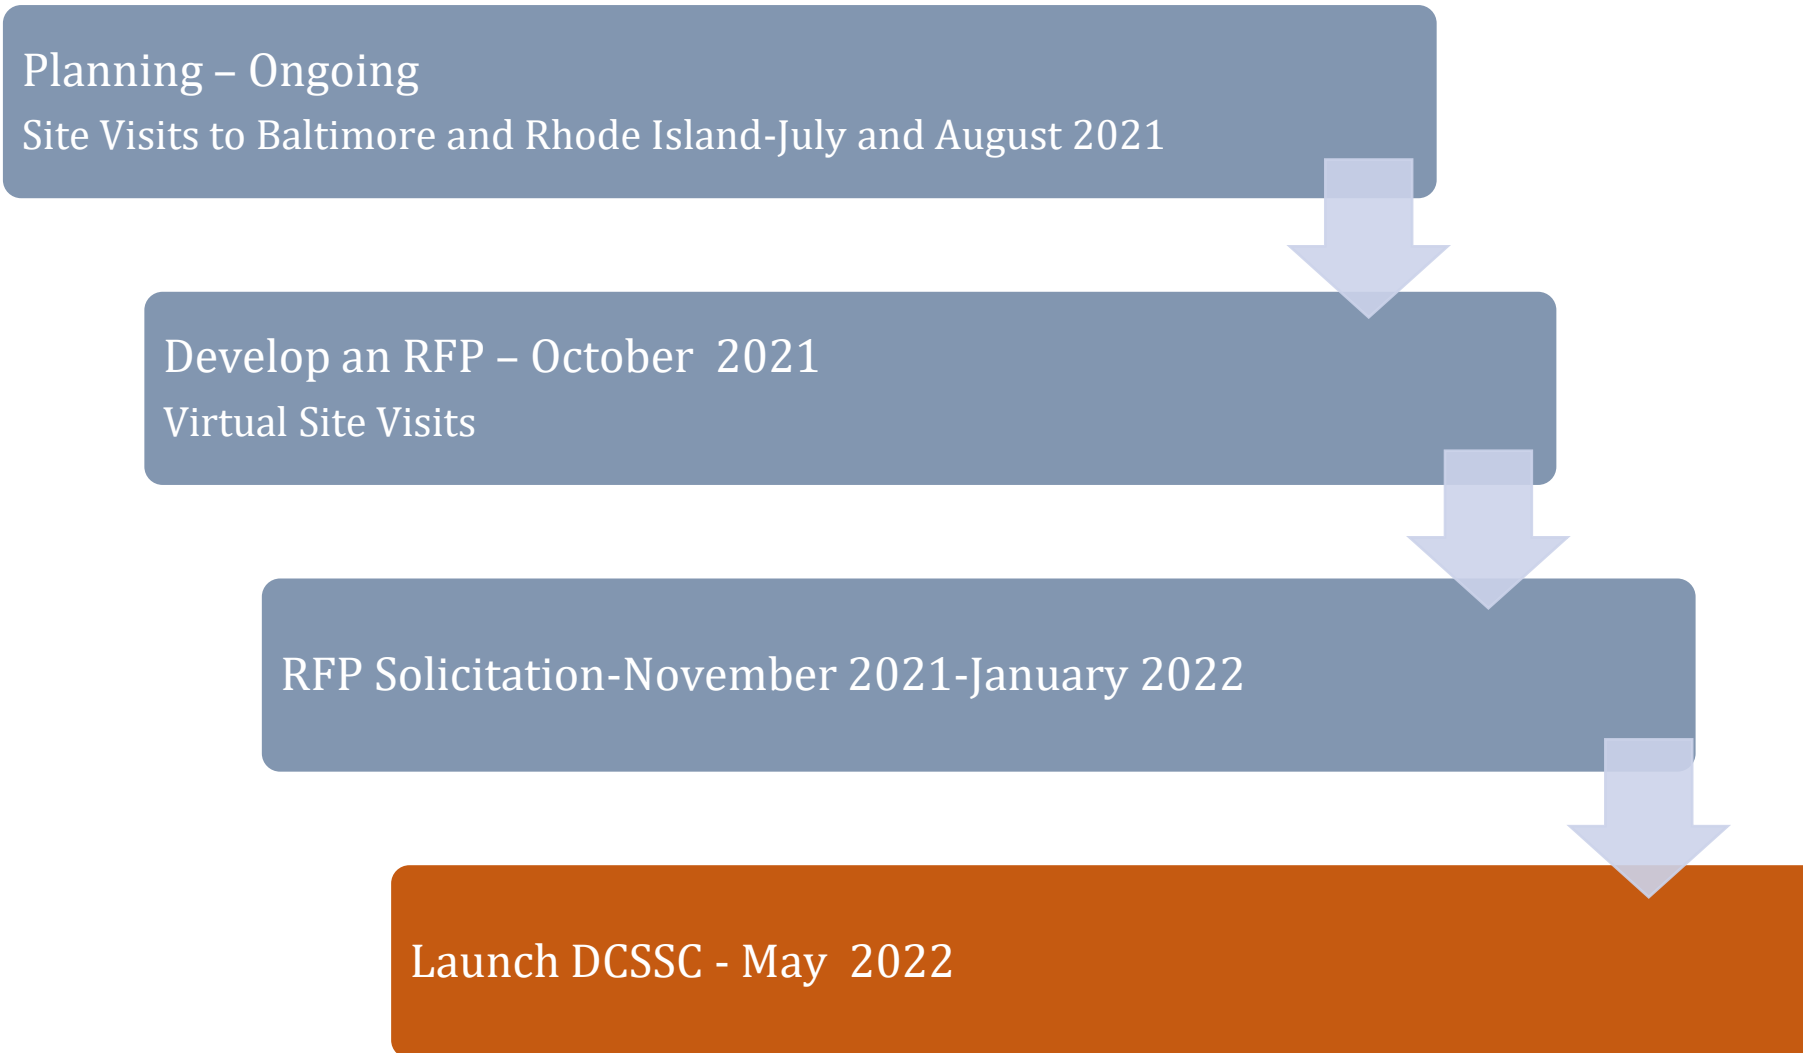 Planning – Ongoing
Site Visits to Baltimore and Rhode Island-July and August 2021
Develop an RFP – October  2021
Virtual Site Visits
RFP Solicitation-November 2021-January 2022
Launch DCSSC - May  2022